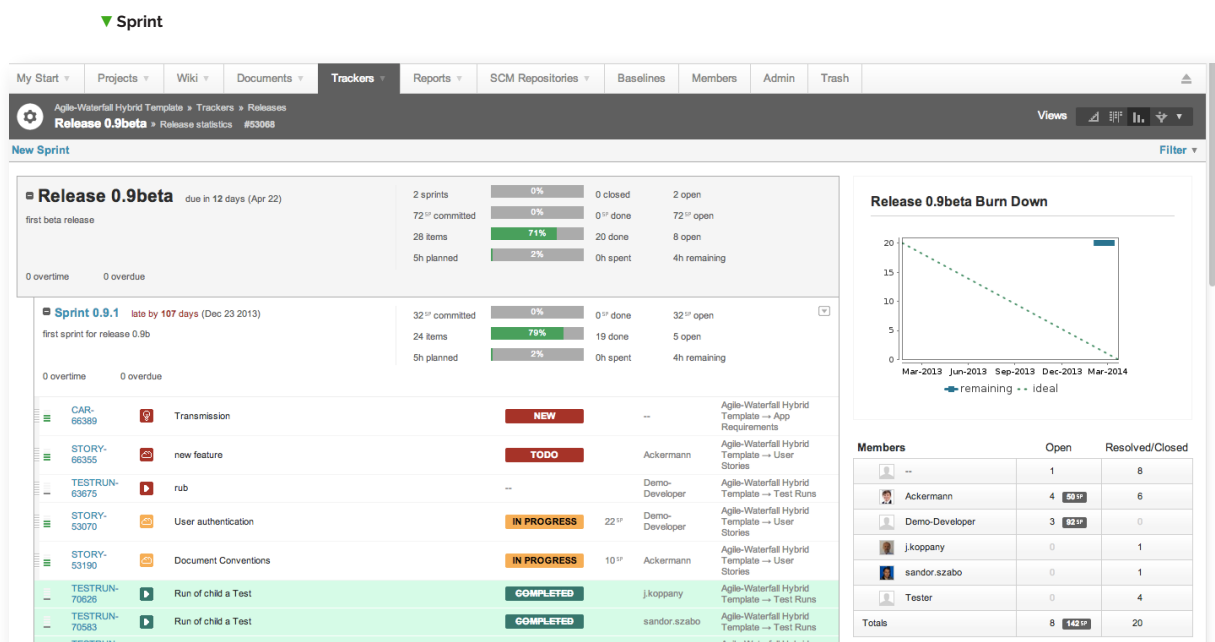 Sprint
My Start Projects Wiki Documents Trackers Reports SCM Repositories Baselines Members Admin Trash
Agile-Waterfall Hybrid Template » Trackers » Releases
Release 0.9beta » Release statistics #53068
Views
New Sprint
Filter
Release 0.9beta due in 12 days (Apr 22)
first beta release
0 overtime 0 overdue
2 sprints 0% 0 closed 2 open
72 SP committed 0% 0 SP done 72 SP open
28 items 71% 20 done 8 open
5h planned 2% 0h spent 4h remaining
Sprint 0.9.1 late by 107 days (Dec 23 2013)
first sprint for release 0.9b
0 overtime 0 overdue
32 SP committed 0% 0 SP done 32 SP open
24 items 79% 19 done 5 open
5h planned 2% 0h spent 4h remaining
CAR-
66389
Transmission
NEW
--
Agile-Waterfall Hybrid
Template → App
Requirements
STORY-
66355
new feature
TODO
Ackermann
Agile-Waterfall Hybrid
Template → User
Stories
TESTRUN-
63675
rub
--
Demo-
Developer
Agile-Waterfall Hybrid
Template → Test Runs
STORY-
53070
User authentication
IN PROGRESS
22 SP
Demo-
Developer
Agile-Waterfall Hybrid
Template → User
Stories
STORY-
53190
Document Conventions
IN PROGRESS
10 SP
Ackermann
Agile-Waterfall Hybrid
Template → User
Stories
TESTRUN-
70626
Run of child a Test
COMPLETED
j.koppany
Agile-Waterfall Hybrid
Template → Test Runs
TESTRUN-
70583
Run of child a Test
COMPLETED
sandor.szabo
Agile-Waterfall Hybrid
Template → Test Runs
Release 0.9beta Burn Down
20
15
10
5
0
Mar-2013 Jun-2013 Sep-2013 Dec-2013 Mar-2014
remaining ideal
Members Open Resolved/Closed
-- 1 8
Ackermann 4 50 SP 6
Demo-Developer 3 92 SP 0
j.koppany 0 1
sandor.szabo 0 1
Tester 0 4
Totals 8 142 SP 20